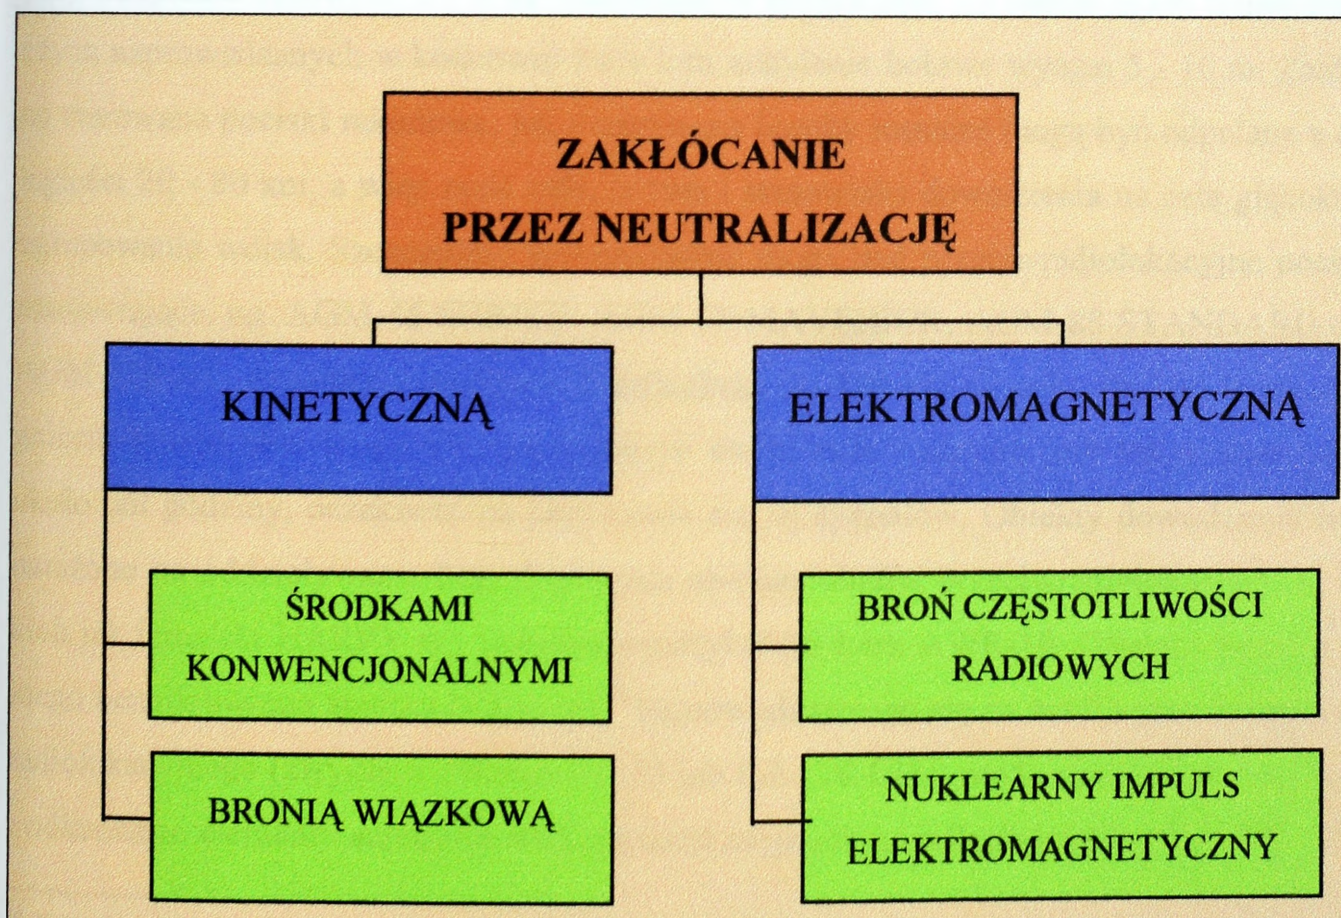 ZAKŁÓCANIE
PRZEZ NEUTRALIZACJĘ
KINETYCZNĄ
ELEKTROMAGNETYCZNĄ
ŚRODKAMI
KONWENCJONALNYMI
BRONIĄ WIĄZKOWĄ
BROŃ CZĘSTOTLIWOŚCI
RADIOWYCH
NUKLEARNY IMPULS
ELEKTROMAGNETYCZNY